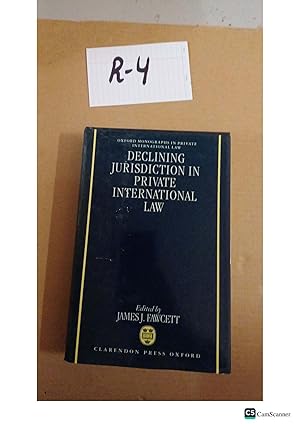 R-4
OXFORD MONOGRAPHS IN PRIVATE
INTERNATIONAL LAW
DECLINING
JURISDICTION IN
PRIVATE
INTERNATIONAL
LAW
Edited by
JAMES J. FAWCETT
CLARENDON PRESS OXFORD
CS CamScanner